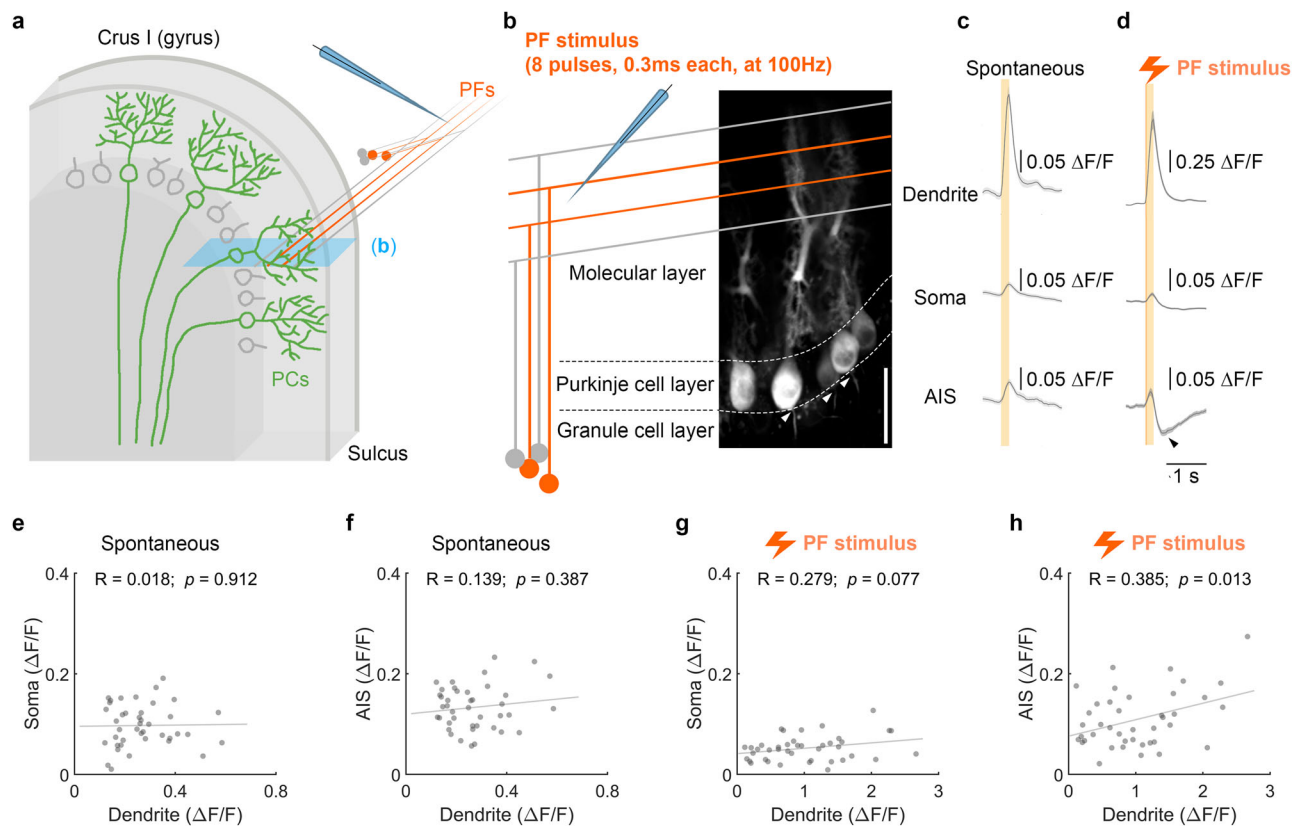 a
Crus I (gyrus)
PFs
(b)
PCs
Sulcus
b
PF stimulus
(8 pulses, 0.3ms each, at 100Hz)
Molecular layer
Purkinje cell layer
Granule cell layer
c
Spontaneous
d
PF stimulus
Dendrite
0.05 ΔF/F
0.25 ΔF/F
Soma
0.05 ΔF/F
0.05 ΔF/F
AIS
0.05 ΔF/F
0.05 ΔF/F
1 s
e
Spontaneous
R = 0.018; p = 0.912
0.4
0.2
0
Soma (ΔF/F)
0 0.4 0.8
Dendrite (ΔF/F)
f
Spontaneous
R = 0.139; p = 0.387
0.4
0.2
0
AIS (ΔF/F)
0 0.4 0.8
Dendrite (ΔF/F)
g
PF stimulus
R = 0.279; p = 0.077
0.4
0.2
0
Soma (ΔF/F)
0 1 2 3
Dendrite (ΔF/F)
h
PF stimulus
R = 0.385; p = 0.013
0.4
0.2
0
AIS (ΔF/F)
0 1 2 3
Dendrite (ΔF/F)